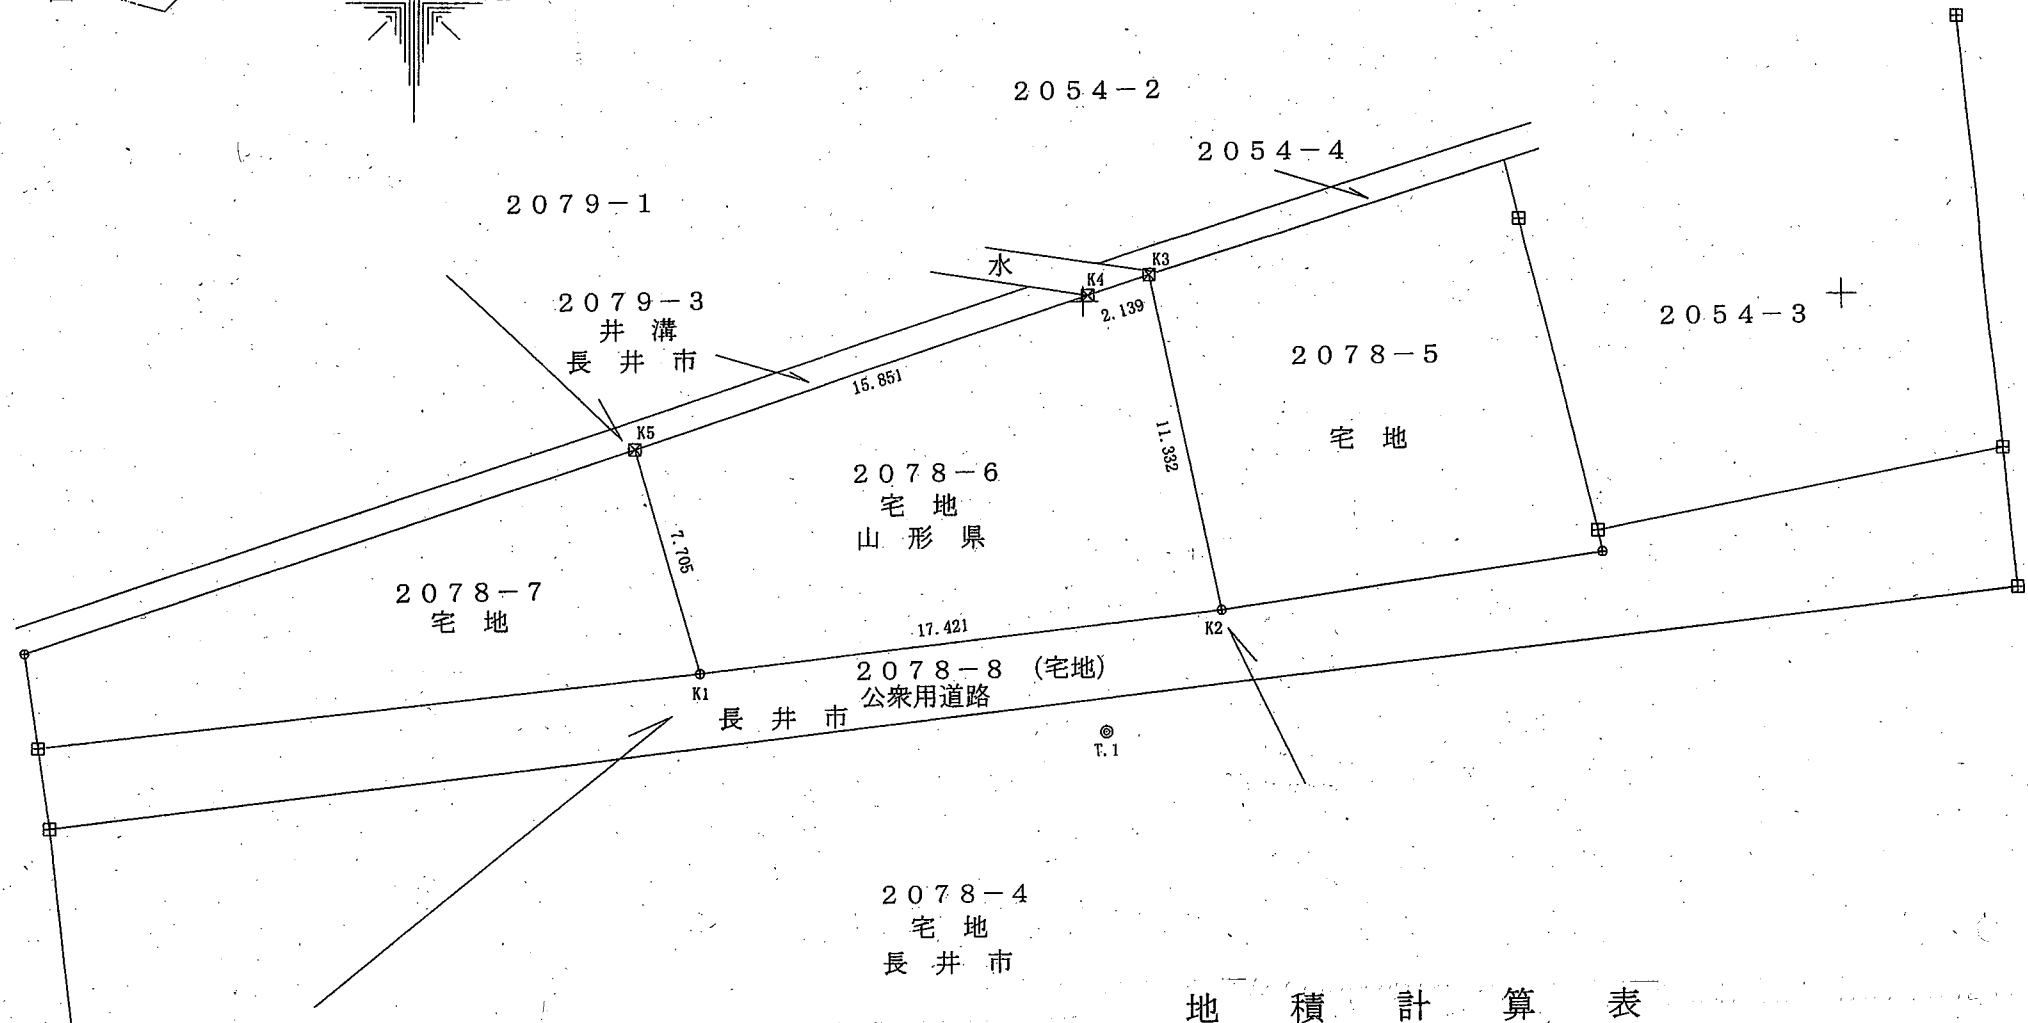 ２０５４－２
２０５４－４
２０７９－１
水
K3
K4
2.139
２０７９－３
井溝
長井市
２０５４－３
２０７８－５
宅地
15.851
11.332
K5
２０７８－６
宅地
山形県
7.705
２０７８－７
宅地
17.421
K2
K1
２０７８－８ （宅地）
公衆用道路
長井市
T.1
２０７８－４
宅地
長井市
地積計算表